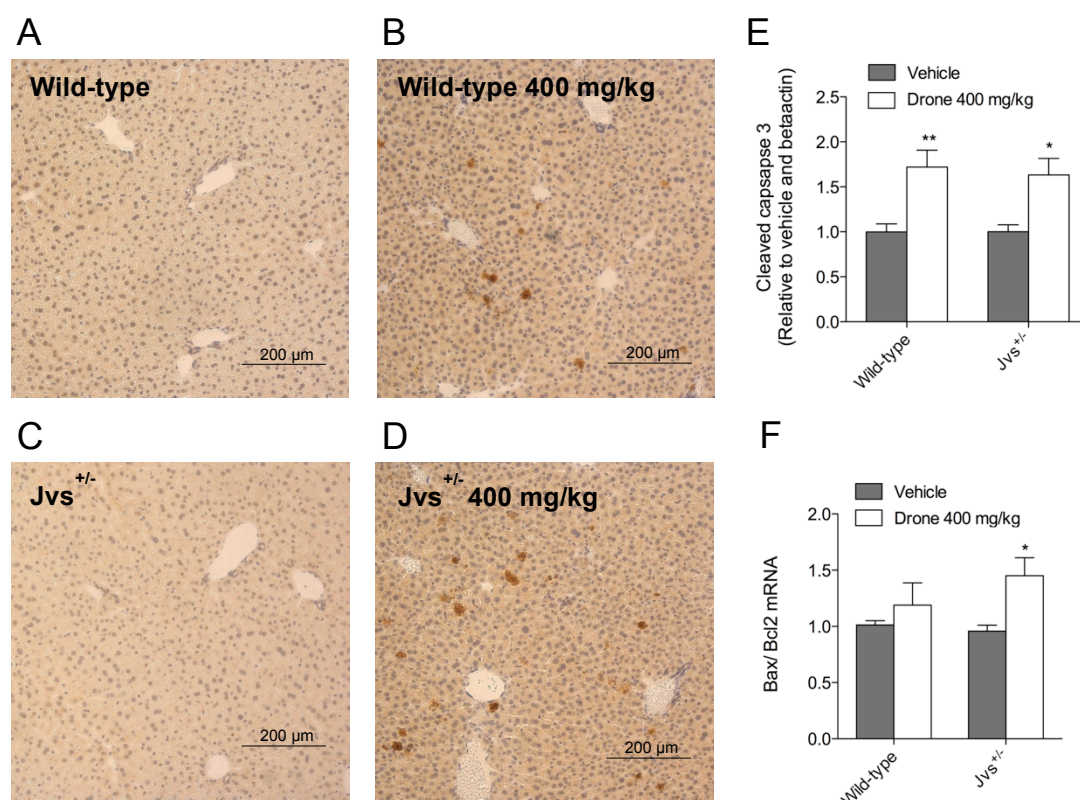 A
Wild-type
200 µm
B
Wild-type 400 mg/kg
200 µm
C
Jvs+/-
200 µm
D
Jvs+/- 400 mg/kg
200 µm
E
Vehicle
Drone 400 mg/kg
Cleaved capsapse 3
(Relative to vehicle and betaactin)
2.5
2.0
1.5
1.0
0.5
0.0
**
*
Wild-type
Jvs+/-
F
Vehicle
Drone 400 mg/kg
Bax/ Bcl2 mRNA
2.0
1.5
1.0
0.5
0.0
*
Wild-type
Jvs+/-